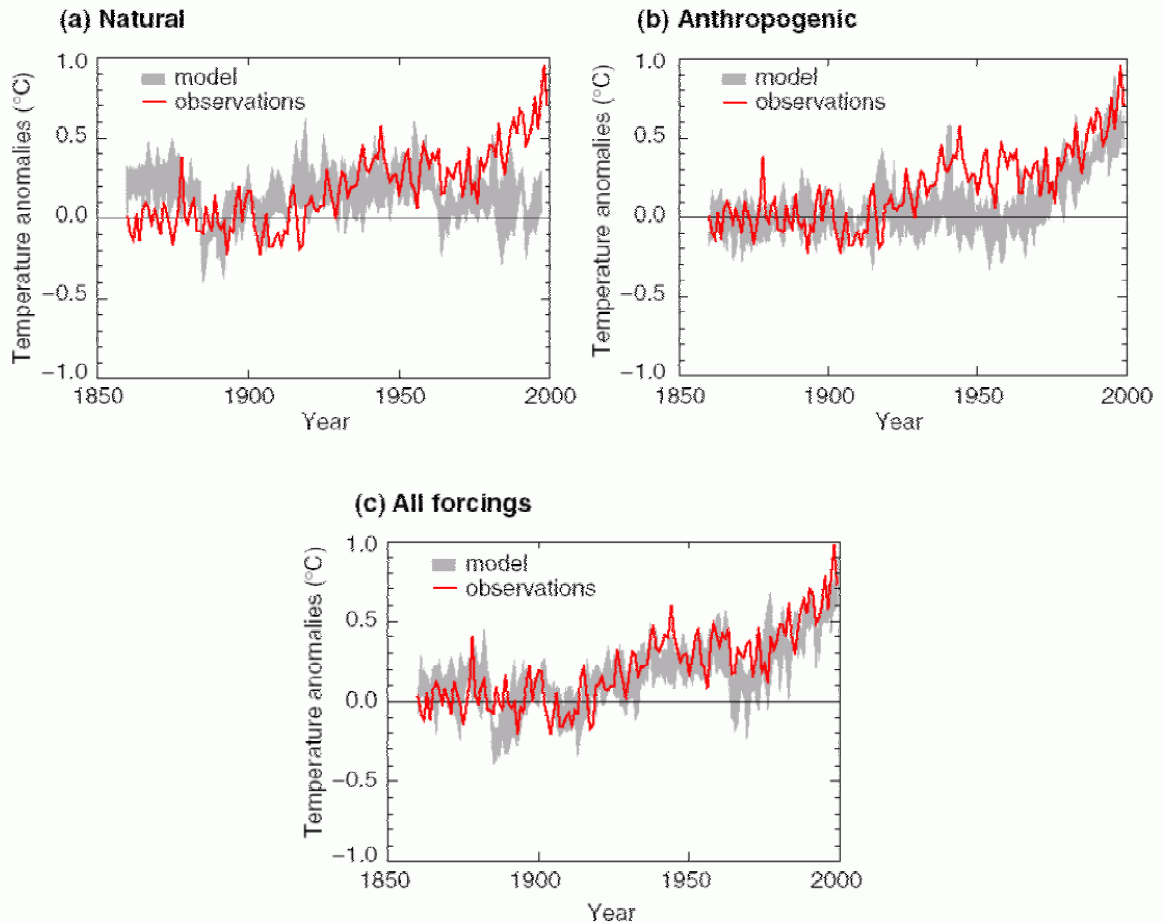 (a) Natural
Temperature anomalies (°C)
1.0
0.5
0.0
−0.5
−1.0
model
observations
1850
1900
1950
2000
Year
(b) Anthropogenic
Temperature anomalies (°C)
1.0
0.5
0.0
−0.5
−1.0
model
observations
1850
1900
1950
2000
Year
(c) All forcings
Temperature anomalies (°C)
1.0
0.5
0.0
−0.5
−1.0
model
observations
1850
1900
1950
2000
Year